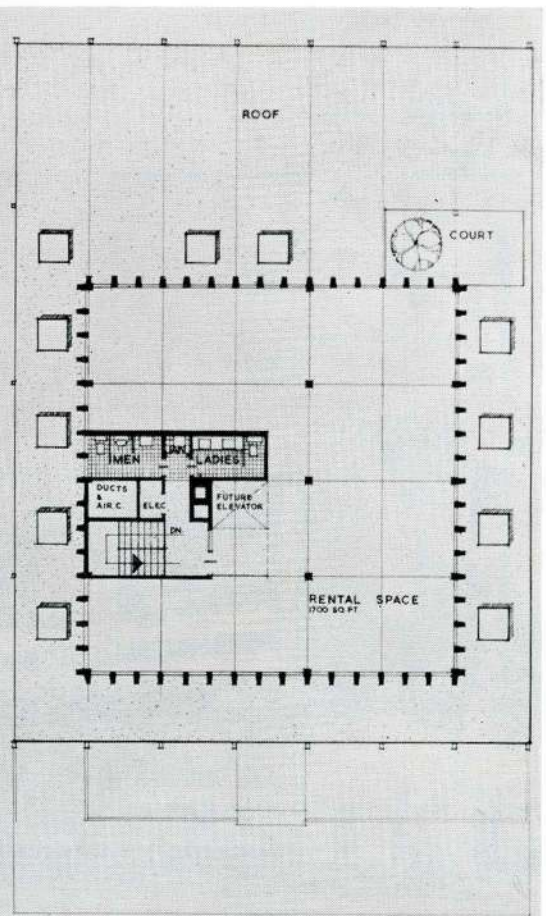 ROOF
COURT
MEN
JAN.
LADIES
DUCTS
&
AIR C.
ELEC
FUTURE
ELEVATOR
DN.
RENTAL SPACE
1700 SQ. FT